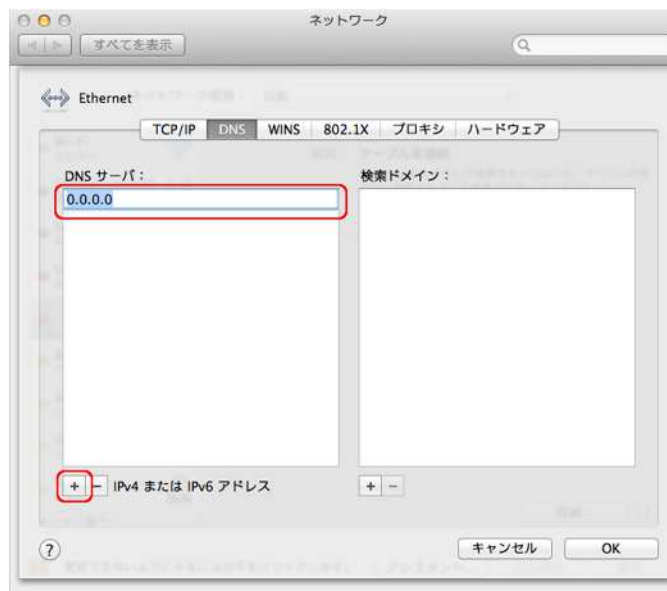 ネットワーク
すべてを表示
Ethernet
TCP/IP DNS WINS 802.1X プロキシ ハードウェア
DNS サーバ：
検索ドメイン：
0.0.0.0
+ − IPv4 または IPv6 アドレス
+ −
? キャンセル OK